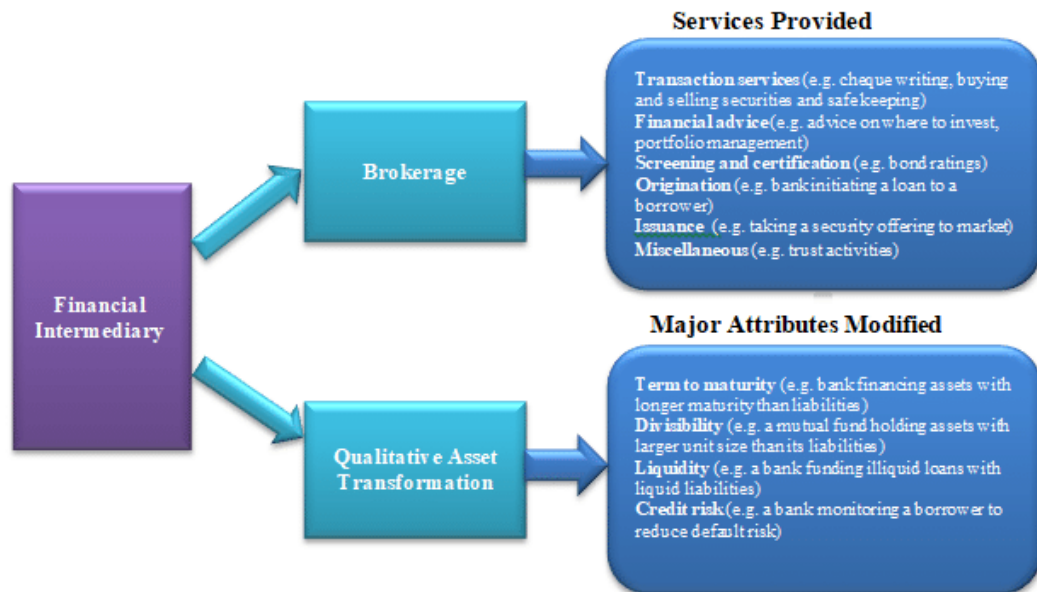 Services Provided
Transaction services (e.g. cheque writing, buying
and selling securities and safe keeping)
Financial advice (e.g. advice on where to invest,
portfolio management)
Screening and certification (e.g. bond ratings)
Origination (e.g. bank initiating a loan to a
borrower)
Issuance (e.g. taking a security offering to market)
Miscellaneous (e.g. trust activities)
Brokerage
Financial
Intermediary
Major Attributes Modified
Term to maturity (e.g. bank financing assets with
longer maturity than liabilities)
Divisibility (e.g. a mutual fund holding assets with
larger unit size than its liabilities)
Liquidity (e.g. a bank funding illiquid loans with
liquid liabilities)
Credit risk (e.g. a bank monitoring a borrower to
reduce default risk)
Qualitative Asset
Transformation